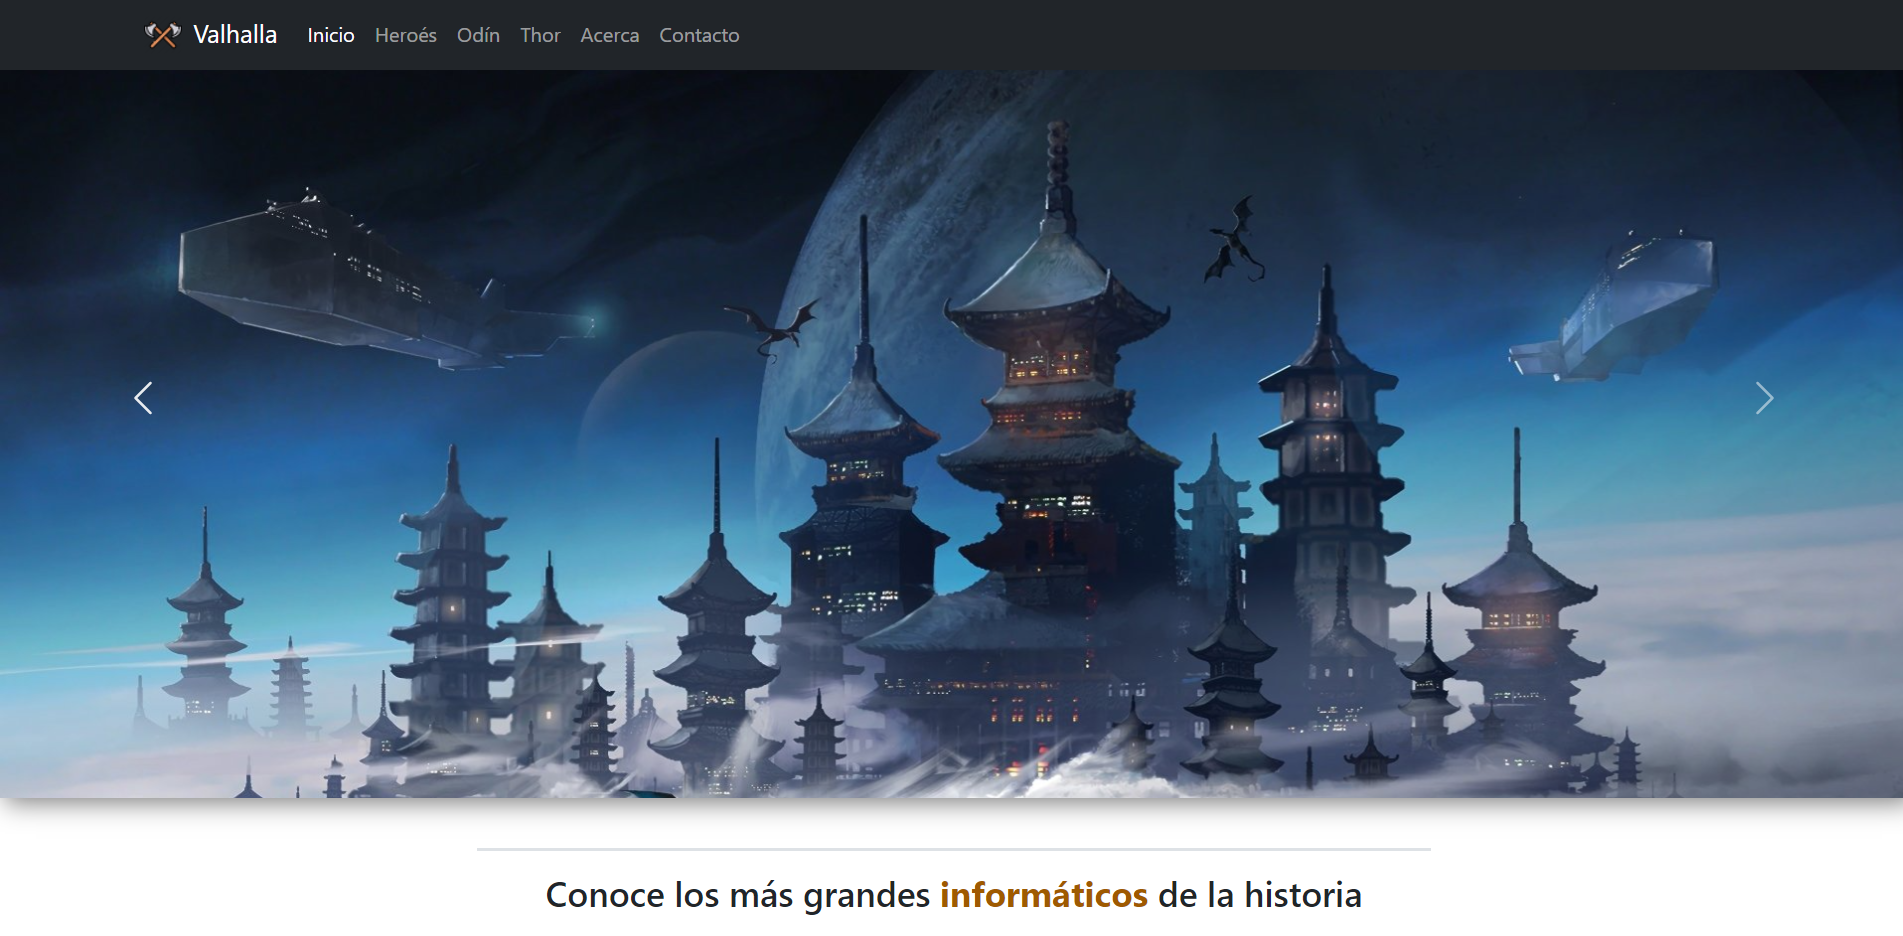 Valhalla Inicio Heroés Odín Thor Acerca Contacto
Conoce los más grandes informáticos de la historia